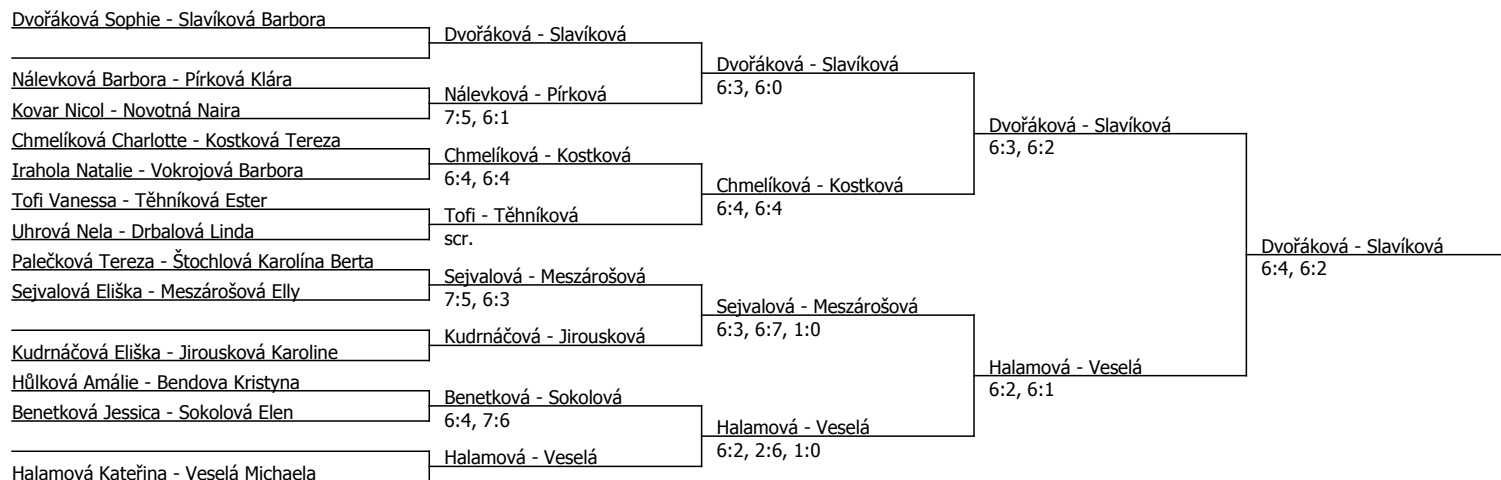 Dvořáková Sophie - Slavíková Barbora
Nálevková Barbora - Pírková Klára
Kovar Nicol - Novotná Naira
Chmelíková Charlotte - Kostková Tereza
Irahola Natalie - Vokrojová Barbora
Tofi Vanessa - Těhníková Ester
Uhrová Nela - Drbalová Linda
Palečková Tereza - Štochlová Karolína Berta
Sejvalová Eliška - Meszárošová Elly
Kudrnáčová Eliška - Jirousková Karoline
Hůlková Amálie - Bendova Kristyna
Benetková Jessica - Sokolová Elen
Halamová Kateřina - Veselá Michaela
Dvořáková - Slavíková
Nálevková - Pírková
7:5, 6:1
Chmelíková - Kostková
6:4, 6:4
Tofi - Těhníková
scr.
Sejvalová - Meszárošová
7:5, 6:3
Kudrnáčová - Jirousková
Benetková - Sokolová
6:4, 7:6
Halamová - Veselá
Dvořáková - Slavíková
6:3, 6:0
Chmelíková - Kostková
6:4, 6:4
Sejvalová - Meszárošová
6:3, 6:7, 1:0
Halamová - Veselá
6:2, 2:6, 1:0
Dvořáková - Slavíková
6:3, 6:2
Halamová - Veselá
6:2, 6:1
Dvořáková - Slavíková
6:4, 6:2